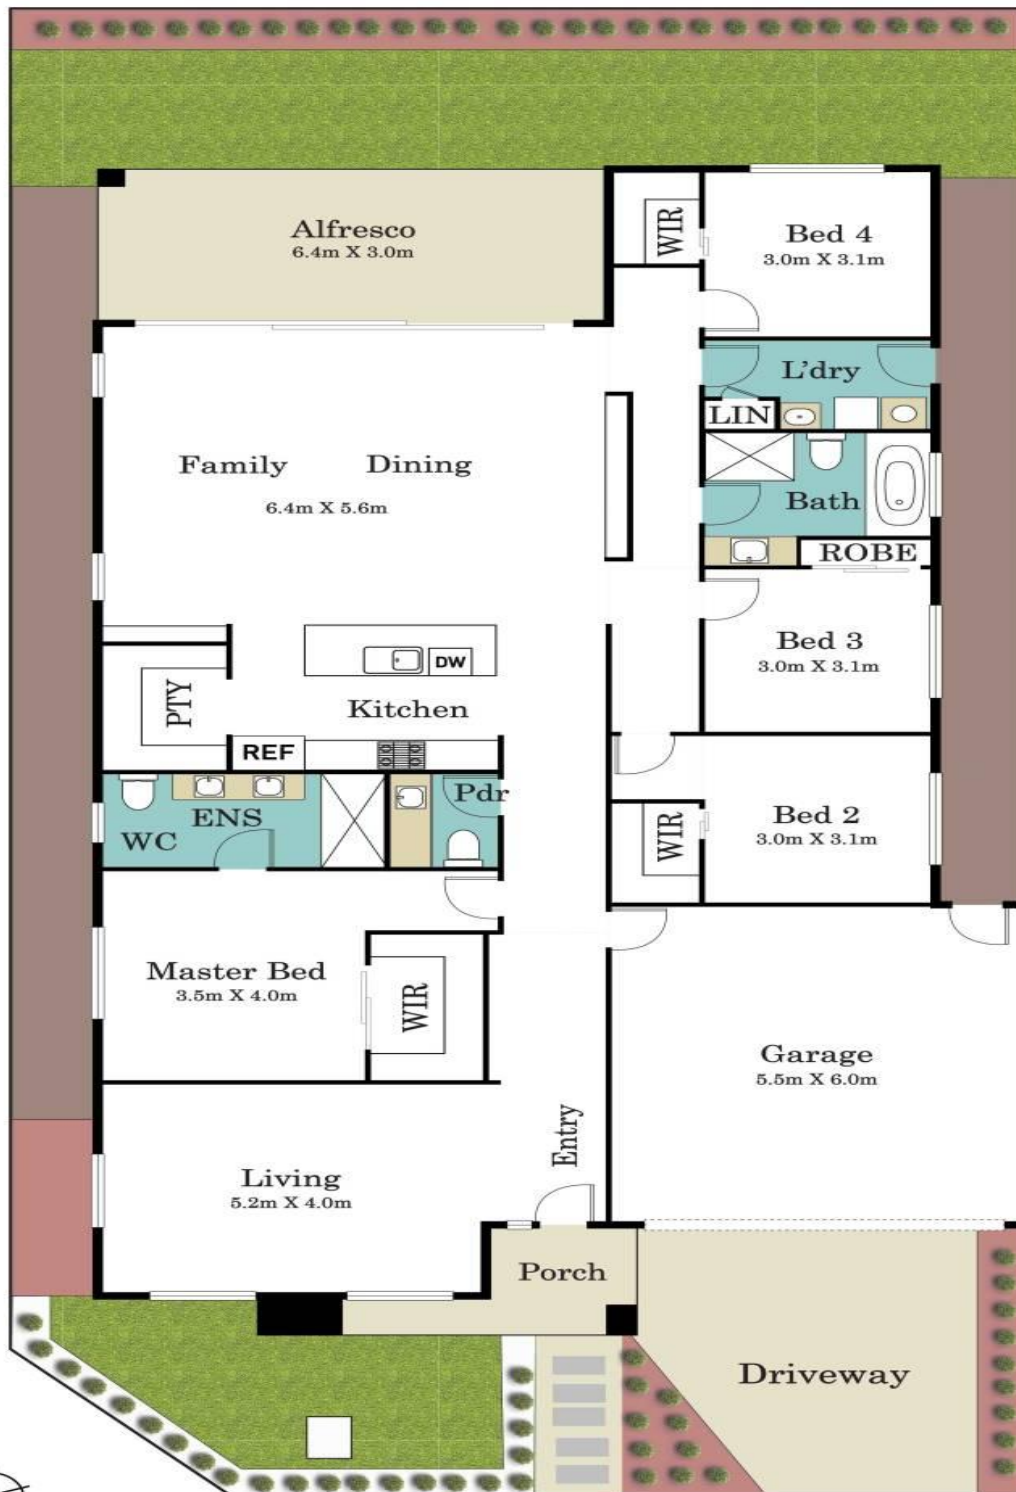 Alfresco
6.4m X 3.0m
WIR
Bed 4
3.0m X 3.1m
L'dry
LIN
Family Dining
6.4m X 5.6m
Bath
ROBE
Bed 3
3.0m X 3.1m
DW
PTY
Kitchen
REF
Pdr
ENS
WC
Bed 2
3.0m X 3.1m
WIR
Master Bed
3.5m X 4.0m
WIR
Garage
5.5m X 6.0m
Entry
Living
5.2m X 4.0m
Porch
Driveway